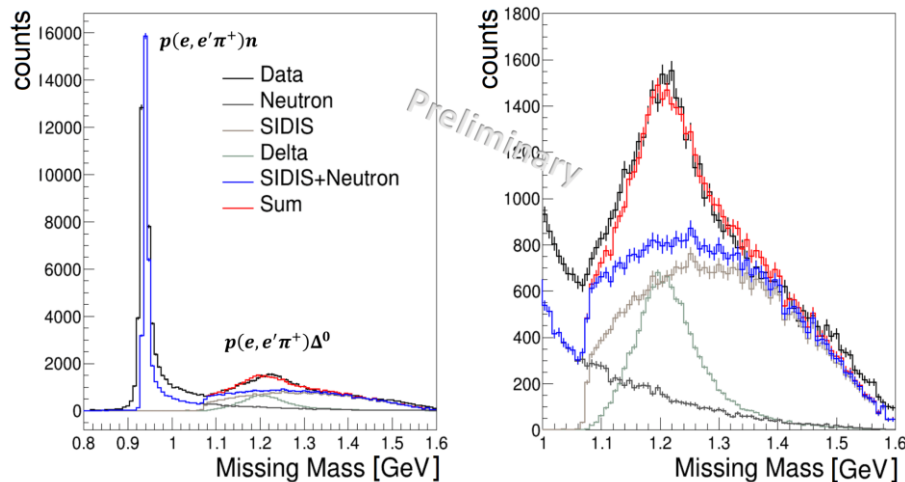 counts
16000
14000
12000
10000
8000
6000
4000
2000
0
p(e, e′π⁺)n
Data
Neutron
SIDIS
Delta
SIDIS+Neutron
Sum
p(e, e′π⁺)Δ⁰
0.8 0.9 1 1.1 1.2 1.3 1.4 1.5 1.6
Missing Mass [GeV]
Preliminary
counts
1800
1600
1400
1200
1000
800
600
400
200
0
1 1.1 1.2 1.3 1.4 1.5 1.6
Missing Mass [GeV]